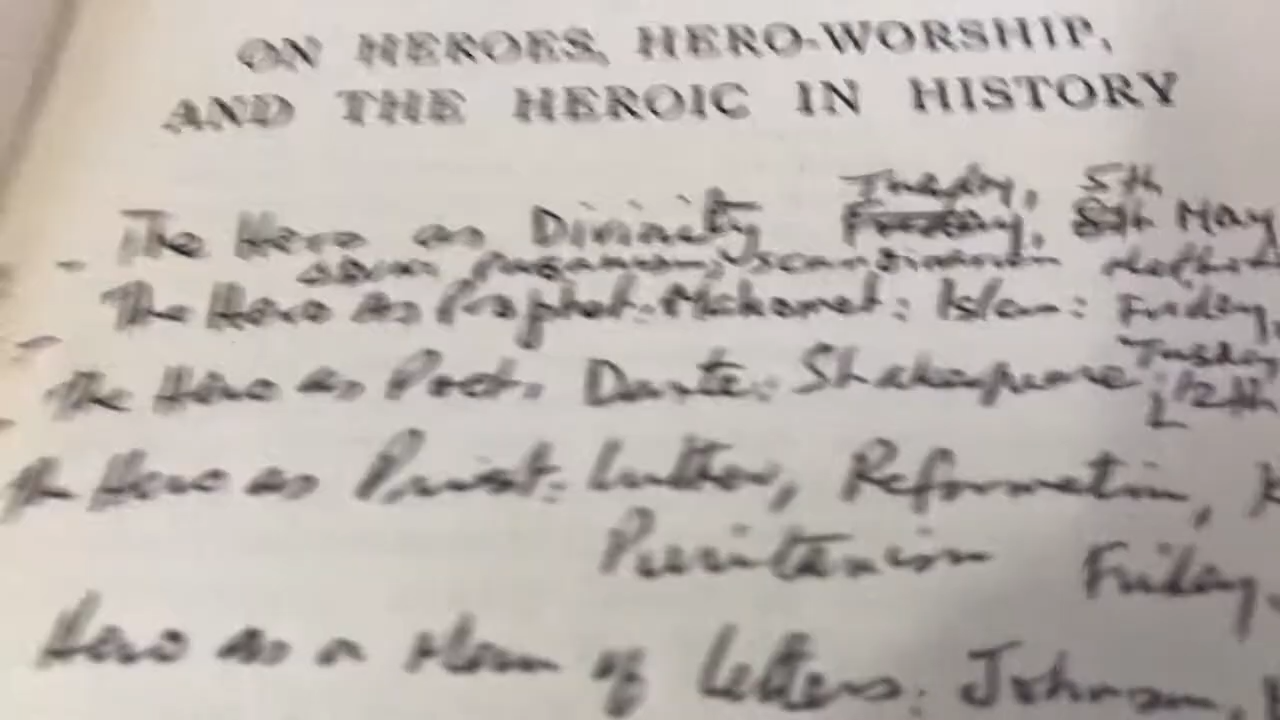 ON HEROES, HERO-WORSHIP,
AND THE HEROIC IN HISTORY
Tuesday, 5th
- The Hero as Divinity Friday, 8th May
Paganism, Scandinavian
- The Hero as Prophet. Mahomet: Islam: Friday,
Tuesday
- The Hero as Poet. Dante: Shakespeare: 12th
The Hero as Priest. Luther, Reformation, K
Puritanism Friday,
Hero as a Man of Letters: Johnson,